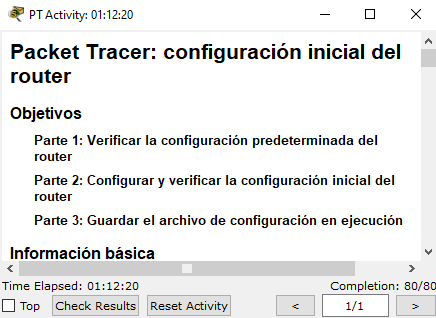 PT Activity: 01:12:20
Packet Tracer: configuración inicial del
router
Objetivos
Parte 1: Verificar la configuración predeterminada del
router
Parte 2: Configurar y verificar la configuración inicial del
router
Parte 3: Guardar el archivo de configuración en ejecución
Información básica
Time Elapsed: 01:12:20 Completion: 80/80
Top Check Results Reset Activity < 1/1 >